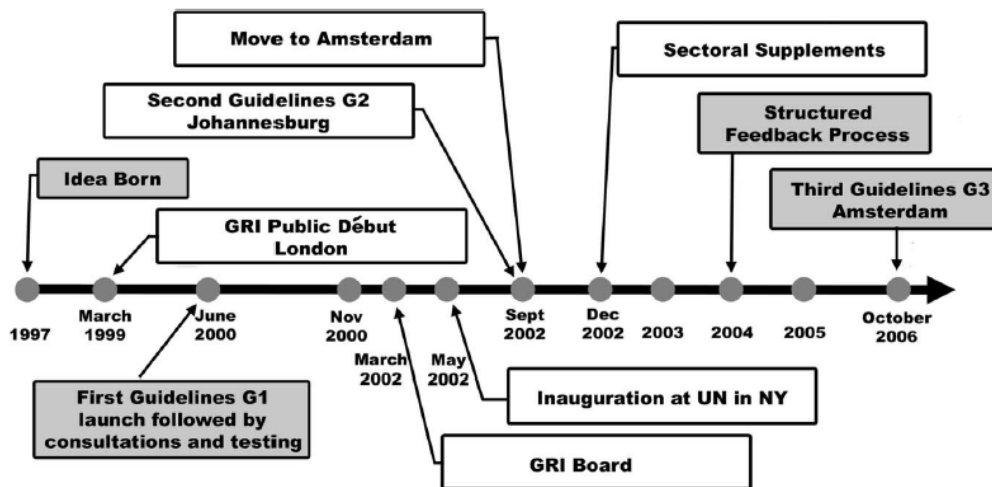 Move to Amsterdam
Sectoral Supplements
Second Guidelines G2
Johannesburg
Structured
Feedback Process
Idea Born
Third Guidelines G3
Amsterdam
GRI Public Début
London
1997
March
1999
June
2000
Nov
2000
March
2002
May
2002
Sept
2002
Dec
2002
2003
2004
2005
October
2006
First Guidelines G1
launch followed by
consultations and testing
Inauguration at UN in NY
GRI Board